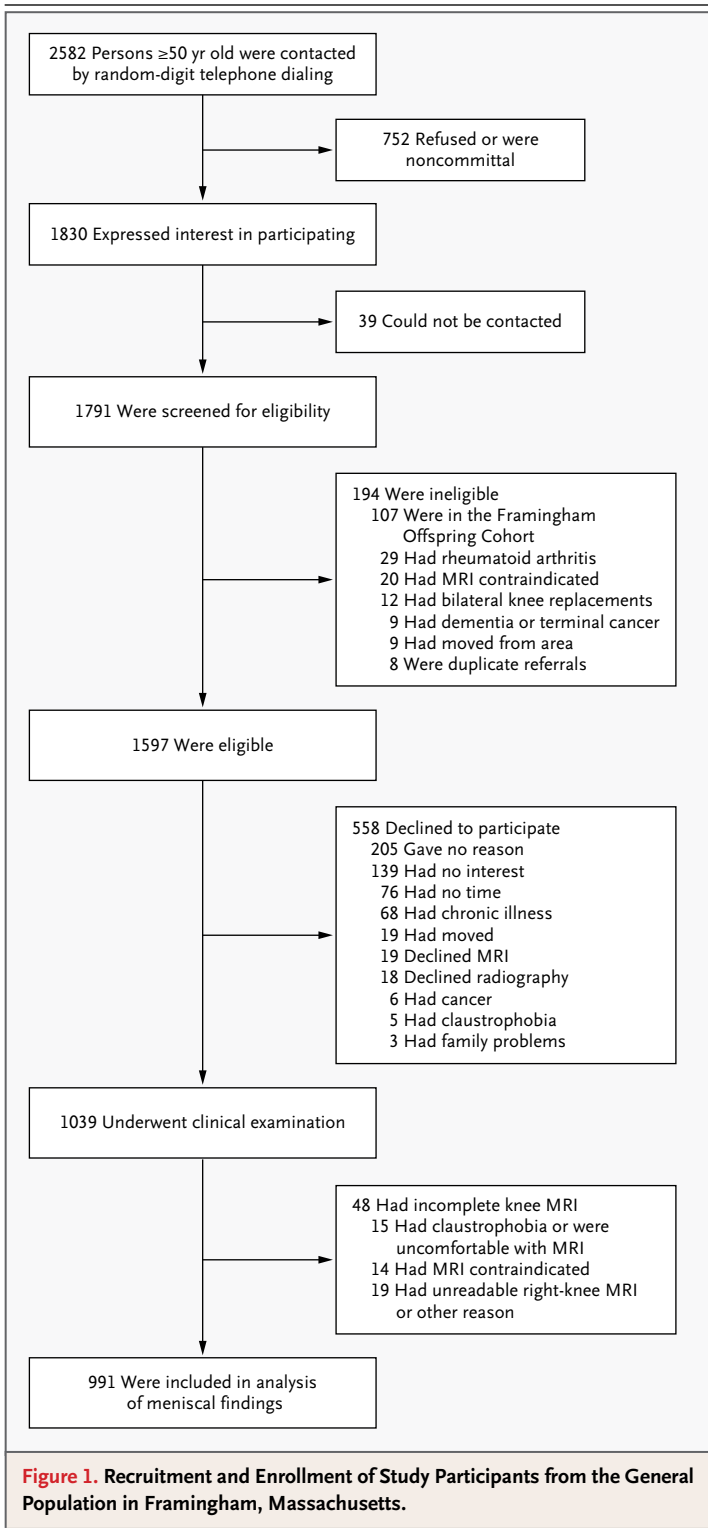 2582 Persons ≥50 yr old were contacted
by random-digit telephone dialing
752 Refused or were
noncommittal
1830 Expressed interest in participating
39 Could not be contacted
1791 Were screened for eligibility
194 Were ineligible
107 Were in the Framingham
Offspring Cohort
29 Had rheumatoid arthritis
20 Had MRI contraindicated
12 Had bilateral knee replacements
9 Had dementia or terminal cancer
9 Had moved from area
8 Were duplicate referrals
1597 Were eligible
558 Declined to participate
205 Gave no reason
139 Had no interest
76 Had no time
68 Had chronic illness
19 Had moved
19 Declined MRI
18 Declined radiography
6 Had cancer
5 Had claustrophobia
3 Had family problems
1039 Underwent clinical examination
48 Had incomplete knee MRI
15 Had claustrophobia or were
uncomfortable with MRI
14 Had MRI contraindicated
19 Had unreadable right-knee MRI
or other reason
991 Were included in analysis
of meniscal findings
Figure 1. Recruitment and Enrollment of Study Participants from the General
Population in Framingham, Massachusetts.